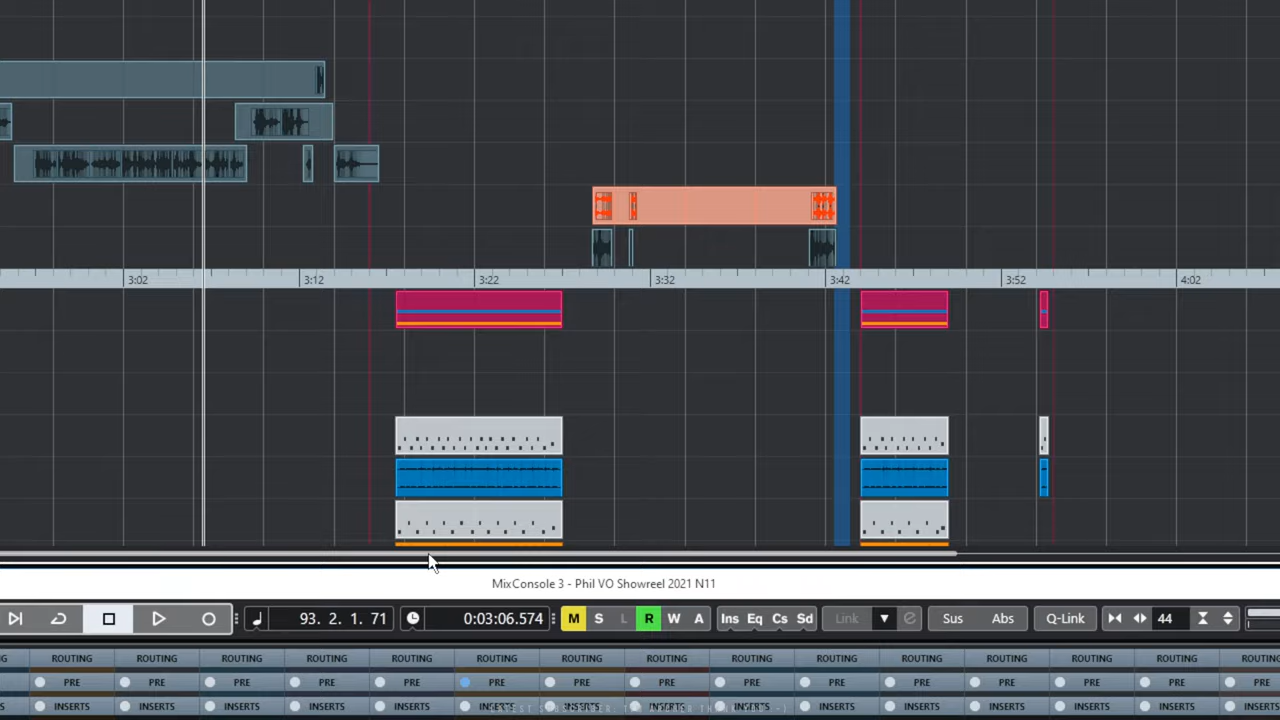 3:02 3:12 3:22 3:32 3:42 3:52 4:02
MixConsole 3 - Phil VO Showreel 2021 N11
93. 2. 1. 71 0:03:06.574 M S L R W A Ins Eq Cs Sd Link Sus Abs Q-Link 44
G ROUTING ROUTING ROUTING ROUTING ROUTING ROUTING ROUTING ROUTING ROUTING ROUTING ROUTING ROUTING ROUTING ROUTING ROUTIN
PRE PRE PRE PRE PRE PRE PRE PRE PRE PRE PRE PRE PRE PRE PRE
S INSERTS INSERTS INSERTS INSERTS INSERTS INSERTS INSERTS INSERTS INSERTS INSERTS INSERTS INSERTS INSERTS INSERTS INSERT